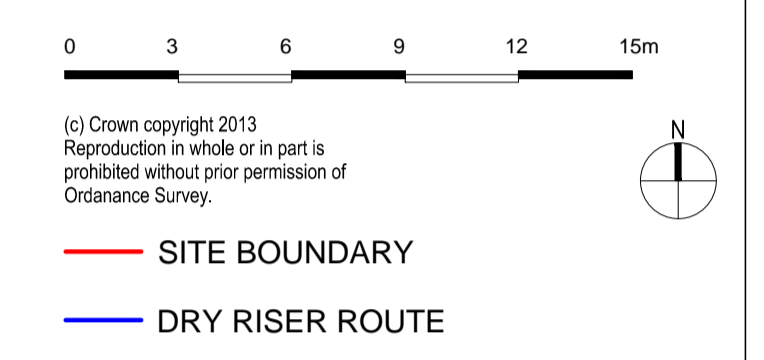 0 3 6 9 12 15m
(c) Crown copyright 2013
Reproduction in whole or in part is
prohibited without prior permission of
Ordanance Survey.
N
SITE BOUNDARY
DRY RISER ROUTE